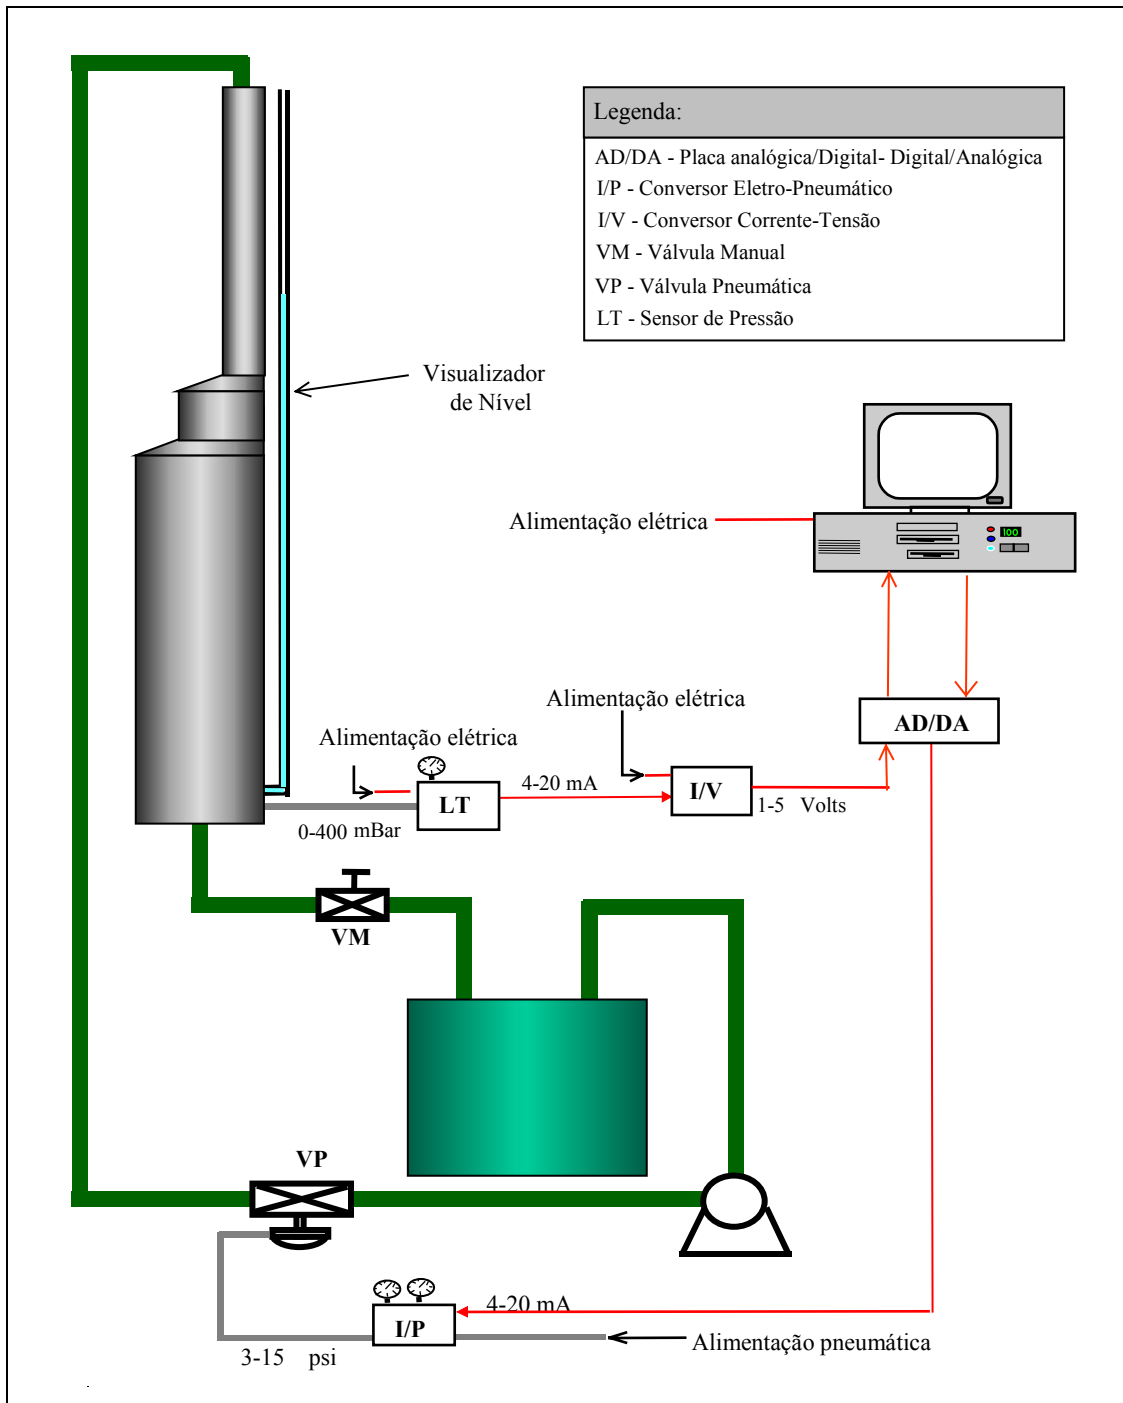 Legenda:
AD/DA - Placa analógica/Digital- Digital/Analógica
I/P - Conversor Eletro-Pneumático
I/V - Conversor Corrente-Tensão
VM - Válvula Manual
VP - Válvula Pneumática
LT - Sensor de Pressão
Visualizador
de Nível
Alimentação elétrica
100
Alimentação elétrica
AD/DA
Alimentação elétrica
4-20 mA
I/V
LT
1-5 Volts
0-400 mBar
VM
VP
4-20 mA
I/P
Alimentação pneumática
3-15 psi